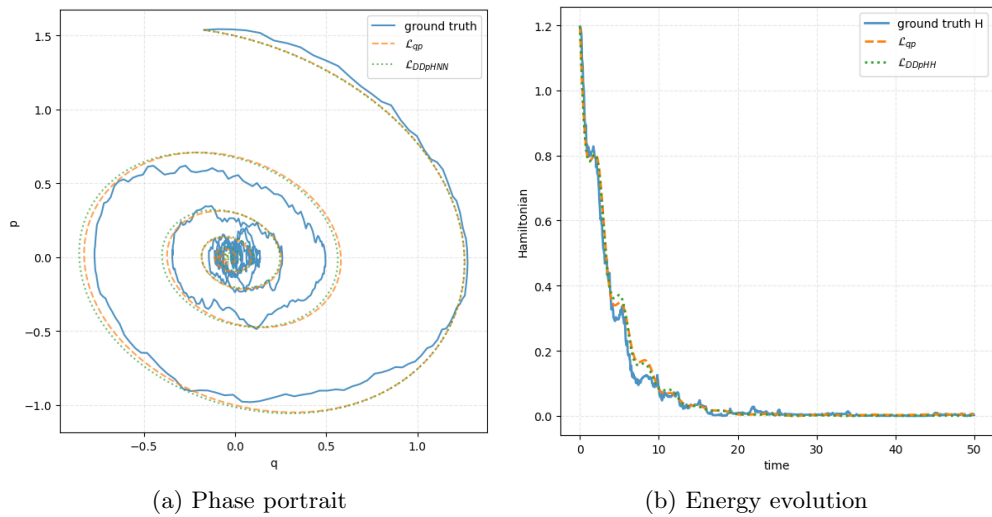 ground truth
ℒqp
ℒDDpHNN
1.5
1.0
0.5
0.0
−0.5
−1.0
p
−0.5
0.0
0.5
1.0
q
(a) Phase portrait
ground truth H
ℒqp
ℒDDpHH
1.2
1.0
0.8
0.6
0.4
0.2
0.0
Hamiltonian
0
10
20
30
40
50
time
(b) Energy evolution